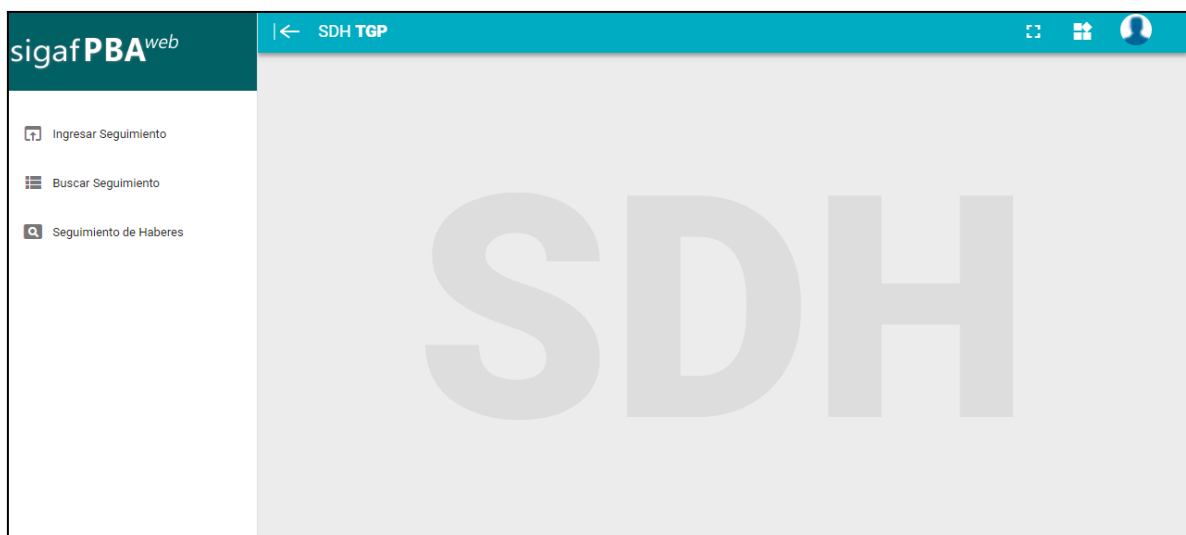 sigafPBAweb
SDH TGP
Ingresar Seguimiento
Buscar Seguimiento
Seguimiento de Haberes
SDH